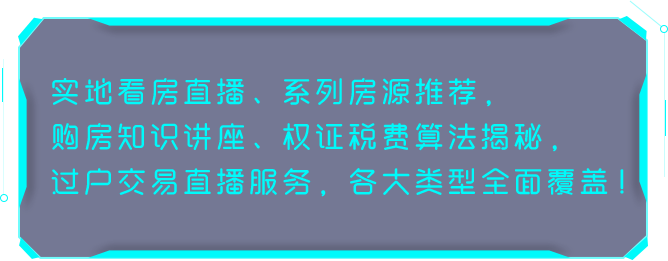 实地看房直播、系列房源推荐，
购房知识讲座、权证税费算法揭秘，
过户交易直播服务，各大类型全面覆盖！